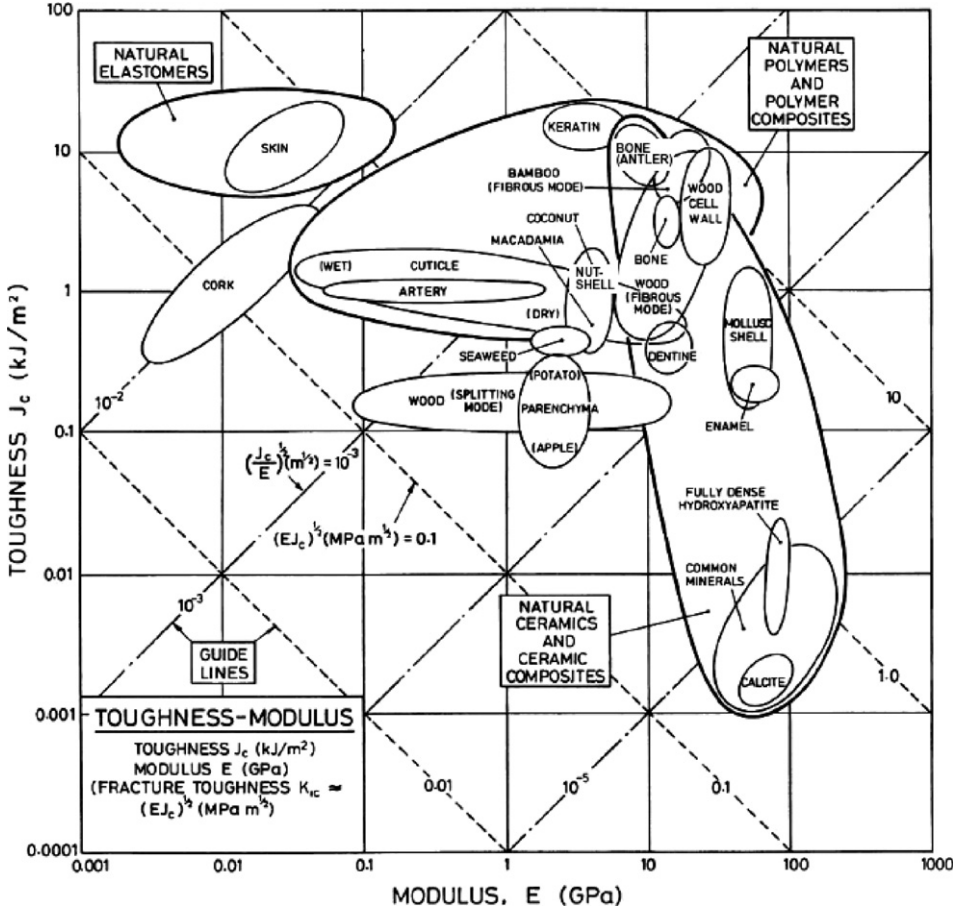 100
10
1
0.1
0.01
0.001
0.0001
TOUGHNESS Jc (kJ/m²)
NATURAL
ELASTOMERS
SKIN
CORK
NATURAL
POLYMERS
AND
POLYMER
COMPOSITES
KERATIN
BONE
(ANTLER)
BAMBOO
(FIBROUS MODE)
WOOD
CELL
WALL
COCONUT
MACADAMIA
BONE
(WET)
CUTICLE
NUT-
SHELL
ARTERY
WOOD
(FIBROUS
MODE)
(DRY)
MOLLUSC
SHELL
SEAWEED
DENTINE
(POTATO)
WOOD (SPLITTING
MODE)
PARENCHYMA
(APPLE)
ENAMEL
10⁻²
10
(Jc/E)^½ (m^½) = 10⁻³
(EJc)^½ (MPa m^½) = 0.1
FULLY DENSE
HYDROXYAPATITE
COMMON
MINERALS
10⁻³
GUIDE
LINES
NATURAL
CERAMICS
AND
CERAMIC
COMPOSITES
CALCITE
1.0
TOUGHNESS-MODULUS
TOUGHNESS Jc (kJ/m²)
MODULUS E (GPa)
(FRACTURE TOUGHNESS K₁c ≈
(EJc)^½ (MPa m^½)
0.01
10⁻⁵
0.1
0.001
0.01
0.1
1
10
100
1000
MODULUS, E (GPa)